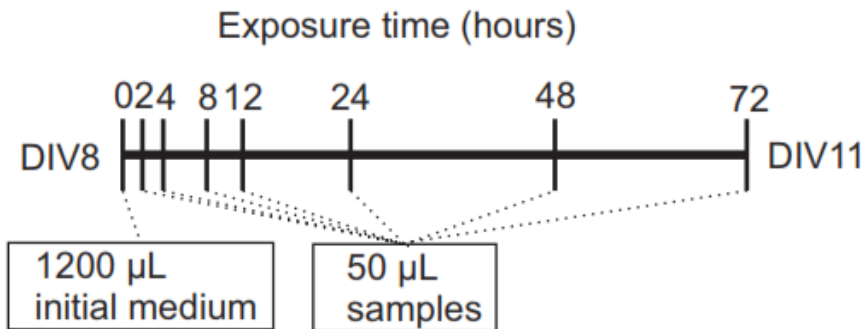 Exposure time (hours)
0 2 4 8 12 24 48 72
DIV8 DIV11
1200 µL 50 µL
initial medium samples